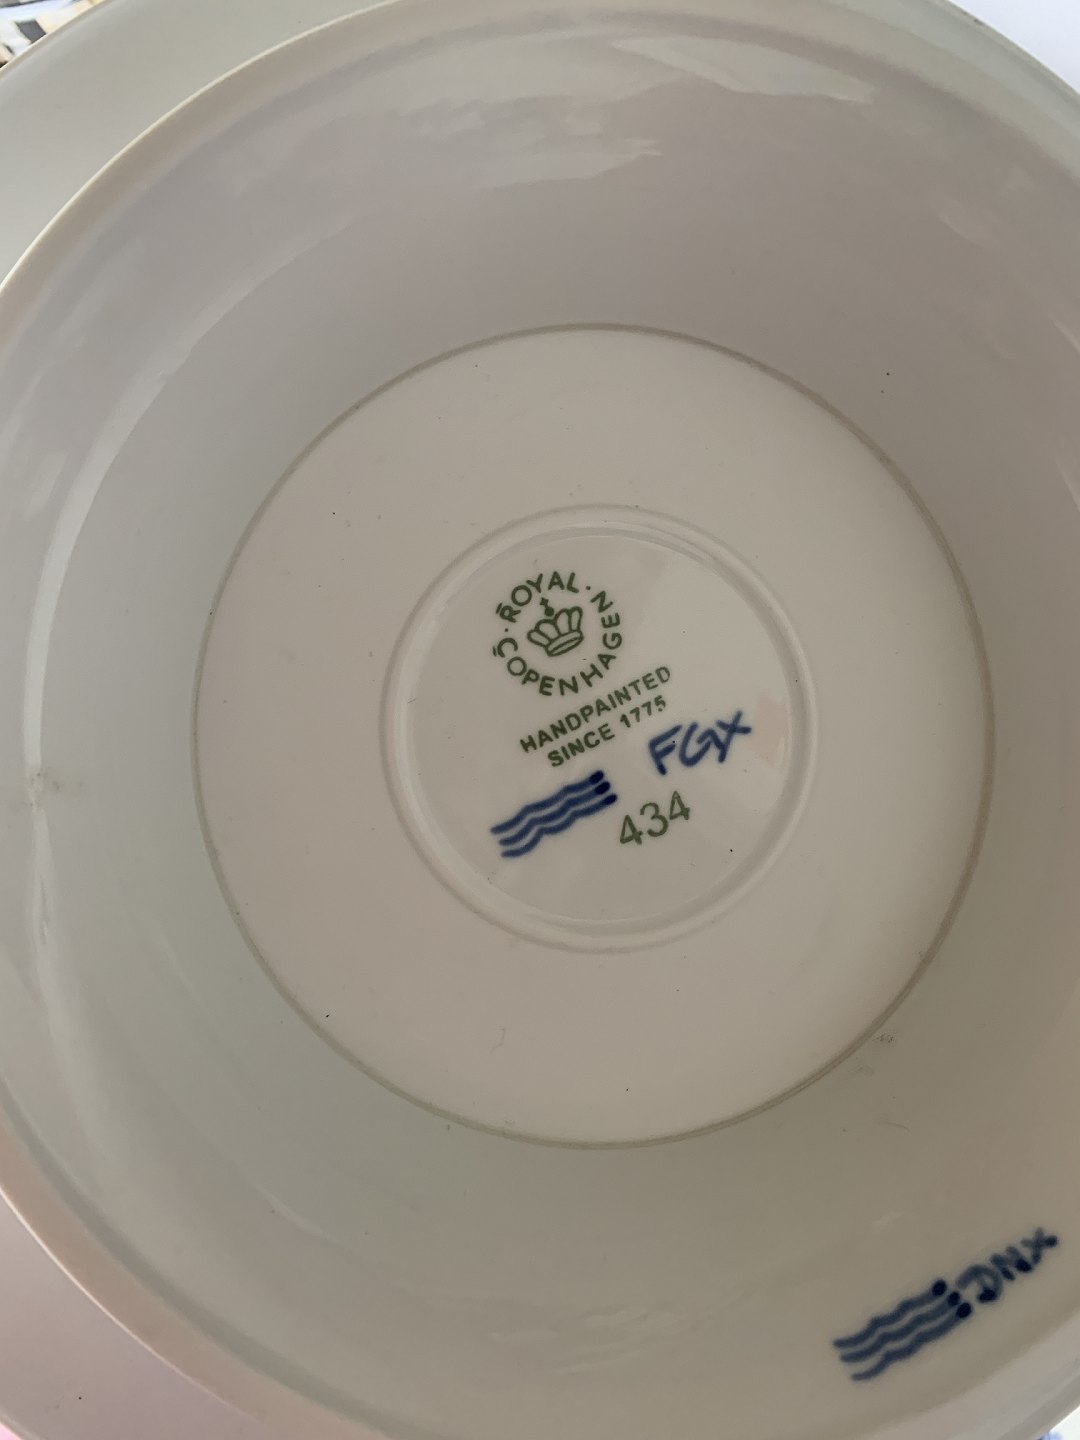 ROYAL COPENHAGEN
HANDPAINTED
SINCE 1775
FGX
434
DNX